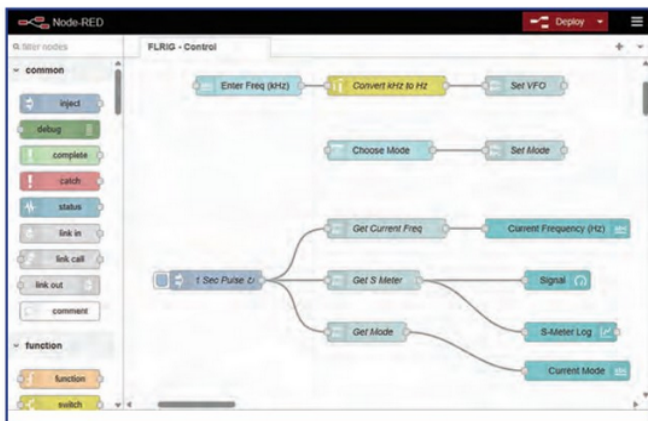 Node-RED
Deploy
filter nodes
FLRIG - Control
common
inject
debug
complete
catch
status
link in
link call
link out
comment
function
function
switch
Enter Freq (kHz)
Convert kHz to Hz
Set VFO
Choose Mode
Set Mode
Get Current Freq
Current Frequency (Hz)
1 Sec Pulse ↻
Get S Meter
Signal
S-Meter Log
Get Mode
Current Mode
abc
abc